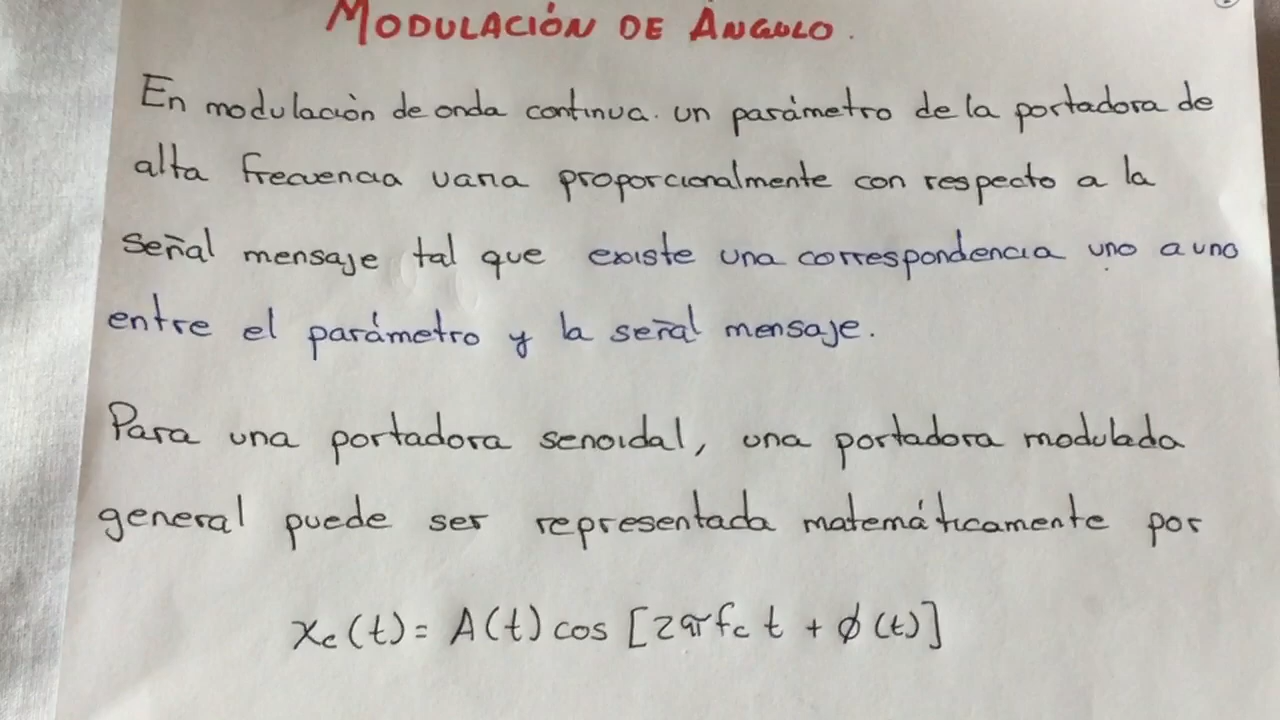 MODULACIÓN DE ÁNGULO.
En modulación de onda continua. un parámetro de la portadora de
alta frecuencia varia proporcionalmente con respecto a la
señal mensaje tal que existe una correspondencia uno a uno
entre el parámetro y la señal mensaje.
Para una portadora senoidal, una portadora modulada
general puede ser representada matemáticamente por
xc(t) = A(t) cos [2πfc t + ϕ(t)]